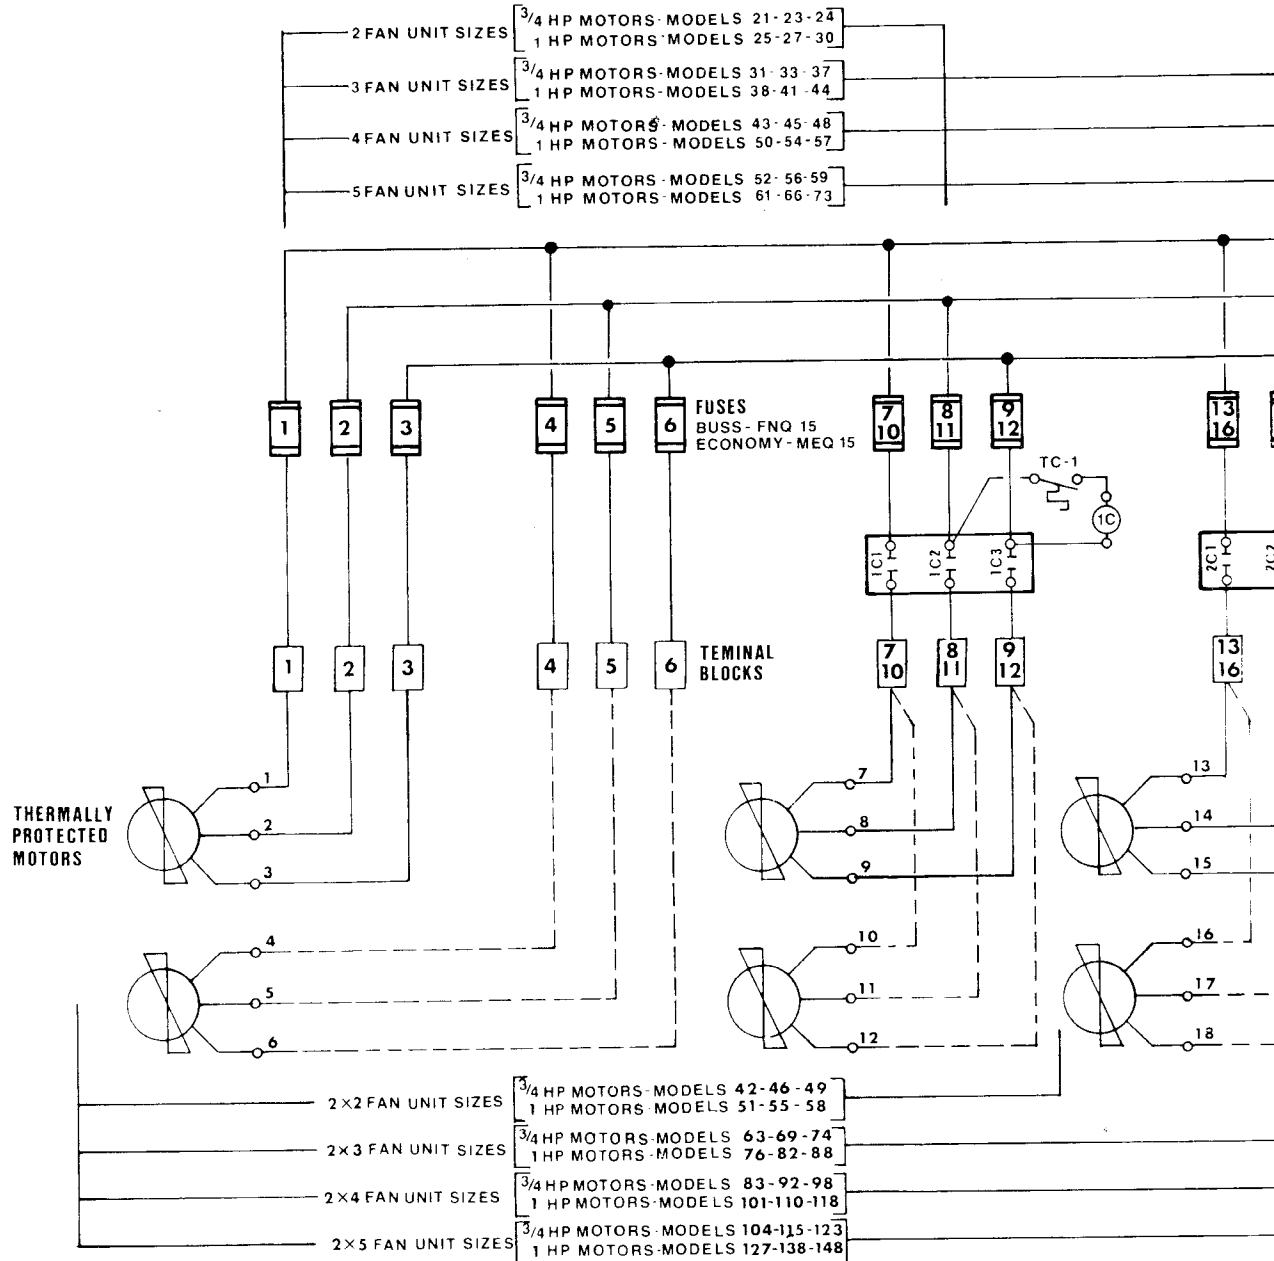 2 FAN UNIT SIZES
3/4 HP MOTORS-MODELS 21-23-24
1 HP MOTORS-MODELS 25-27-30
3 FAN UNIT SIZES
3/4 HP MOTORS-MODELS 31-33-37
1 HP MOTORS-MODELS 38-41-44
4 FAN UNIT SIZES
3/4 HP MOTORS-MODELS 43-45-48
1 HP MOTORS-MODELS 50-54-57
5 FAN UNIT SIZES
3/4 HP MOTORS-MODELS 52-56-59
1 HP MOTORS-MODELS 61-66-73
1
2
3
4
5
6
FUSES
BUSS-FNQ 15
ECONOMY-MEQ 15
7
10
8
11
9
12
13
16
TC-1
1C
1C1
1C2
1C3
2C1
2C2
1
2
3
4
5
6
TEMINAL
BLOCKS
7
10
8
11
9
12
13
16
THERMALLY
PROTECTED
MOTORS
1
2
3
7
8
9
13
14
15
4
5
6
10
11
12
16
17
18
2×2 FAN UNIT SIZES
3/4 HP MOTORS-MODELS 42-46-49
1 HP MOTORS-MODELS 51-55-58
2×3 FAN UNIT SIZES
3/4 HP MOTORS-MODELS 63-69-74
1 HP MOTORS-MODELS 76-82-88
2×4 FAN UNIT SIZES
3/4 HP MOTORS-MODELS 83-92-98
1 HP MOTORS-MODELS 101-110-118
2×5 FAN UNIT SIZES
3/4 HP MOTORS-MODELS 104-115-123
1 HP MOTORS-MODELS 127-138-148